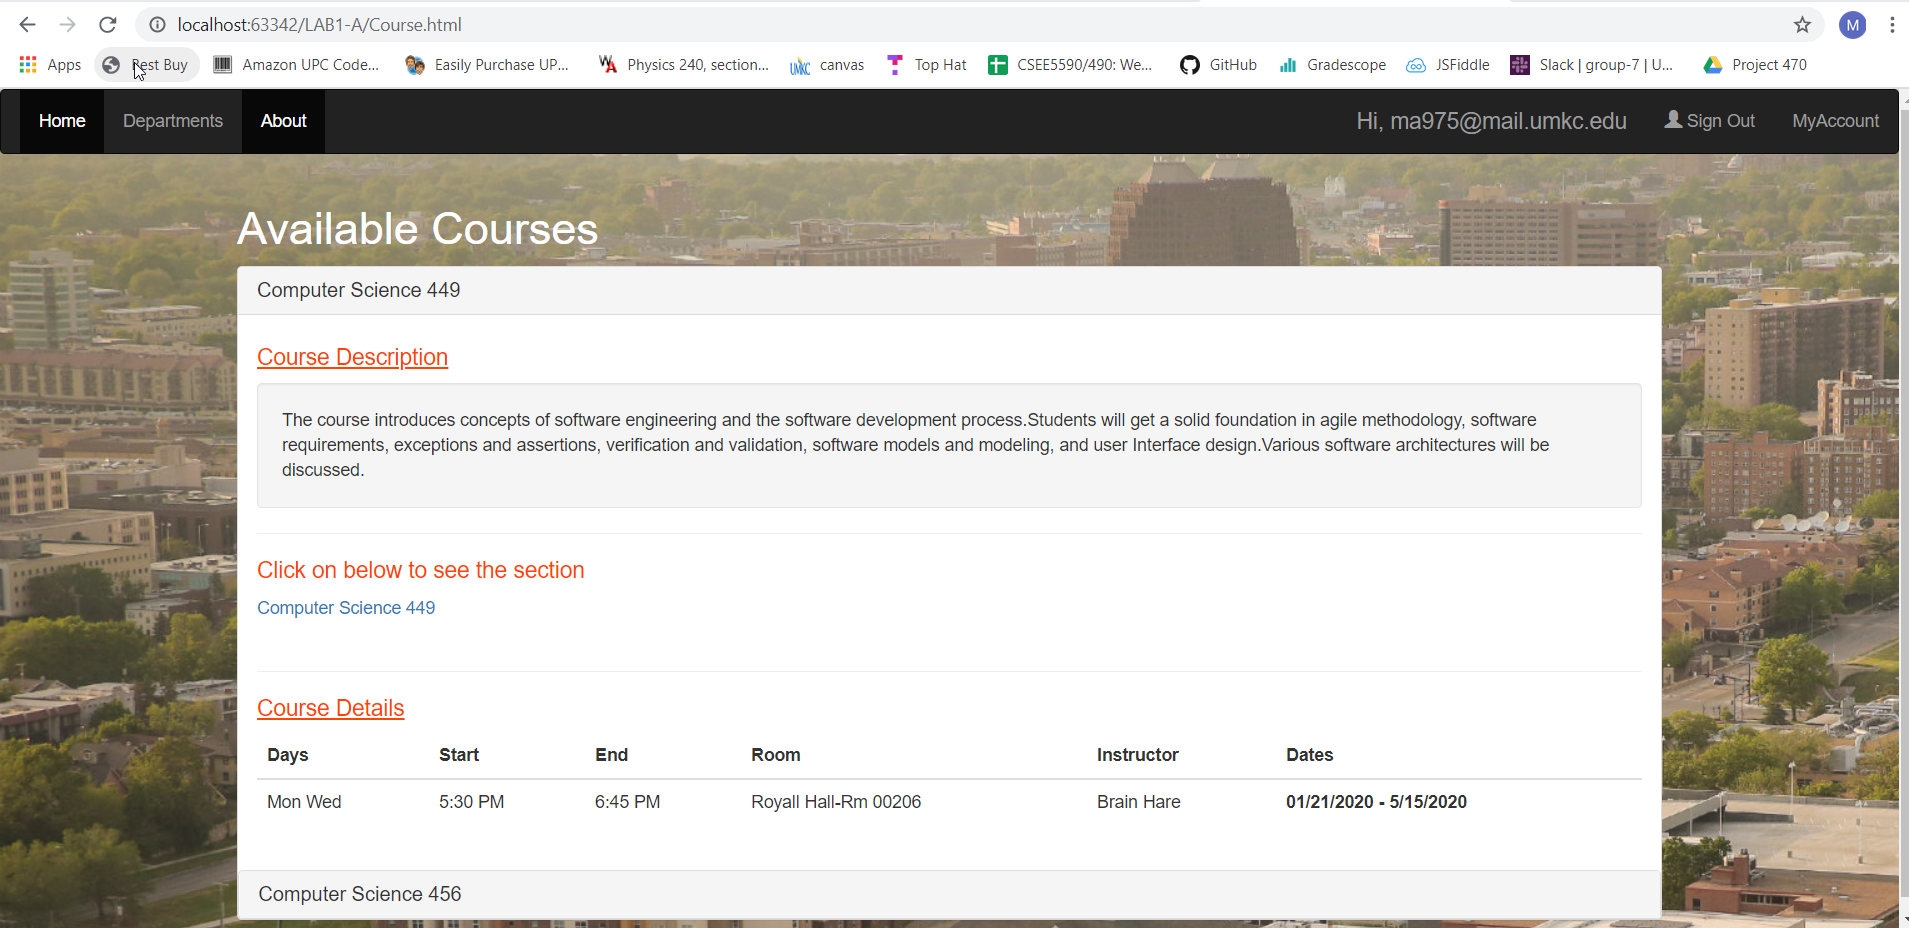 localhost:63342/LAB1-A/Course.html
M
Apps
Best Buy
Amazon UPC Code...
Easily Purchase UP...
Physics 240, section...
UMKC
canvas
Top Hat
CSEE5590/490: We...
GitHub
Gradescope
JSFiddle
Slack | group-7 | U...
Project 470
Home
Departments
About
Hi, ma975@mail.umkc.edu
Sign Out
MyAccount
Available Courses
Computer Science 449
Course Description
The course introduces concepts of software engineering and the software development process.Students will get a solid foundation in agile methodology, software
requirements, exceptions and assertions, verification and validation, software models and modeling, and user Interface design.Various software architectures will be
discussed.
Click on below to see the section
Computer Science 449
Course Details
Days Start End Room Instructor Dates
Mon Wed 5:30 PM 6:45 PM Royall Hall-Rm 00206 Brain Hare 01/21/2020 - 5/15/2020
Computer Science 456